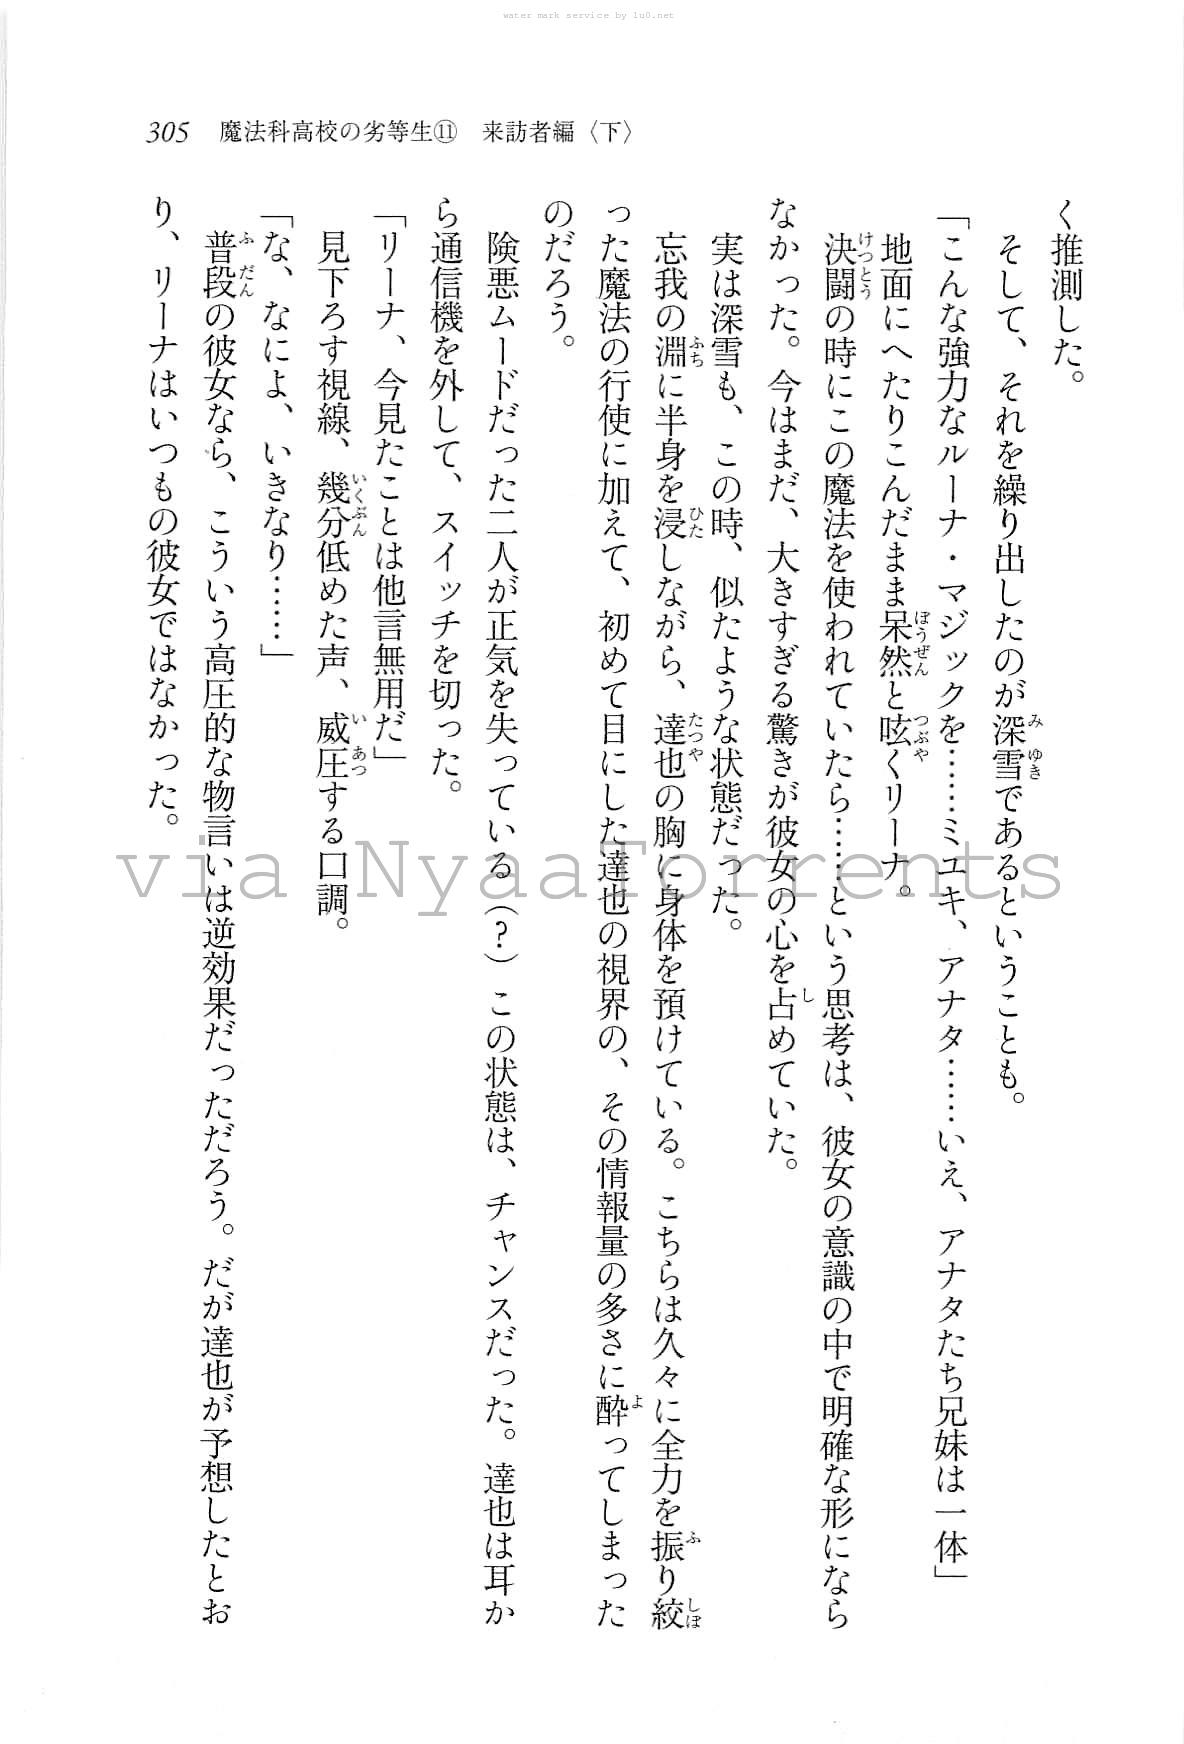 water mark service by lu0.net
305 魔法科高校の劣等生⑪ 来訪者編〈下〉
く推測した。
そして、それを繰り出したのが深雪であるということも。
「こんな強力なルーナ・マジックを……ミユキ、アナタ……いえ、アナタたち兄妹は一体」
地面にへたりこんだまま呆然と呟くリーナ。
決闘の時にこの魔法を使われていたら……という思考は、彼女の意識の中で明確な形になら
なかった。今はまだ、大きすぎる驚きが彼女の心を占めていた。
実は深雪も、この時、似たような状態だった。
忘我の淵に半身を浸しながら、達也の胸に身体を預けている。こちらは久々に全力を振り絞
った魔法の行使に加えて、初めて目にした達也の視界の、その情報量の多さに酔ってしまった
のだろう。
険悪ムードだった二人が正気を失っている（？）この状態は、チャンスだった。達也は耳か
ら通信機を外して、スイッチを切った。
「リーナ、今見たことは他言無用だ」
見下ろす視線、幾分低めた声、威圧する口調。
「な、なによ、いきなり……」
普段の彼女なら、こういう高圧的な物言いは逆効果だっただろう。だが達也が予想したとお
り、リーナはいつもの彼女ではなかった。
via NyaaTorrents